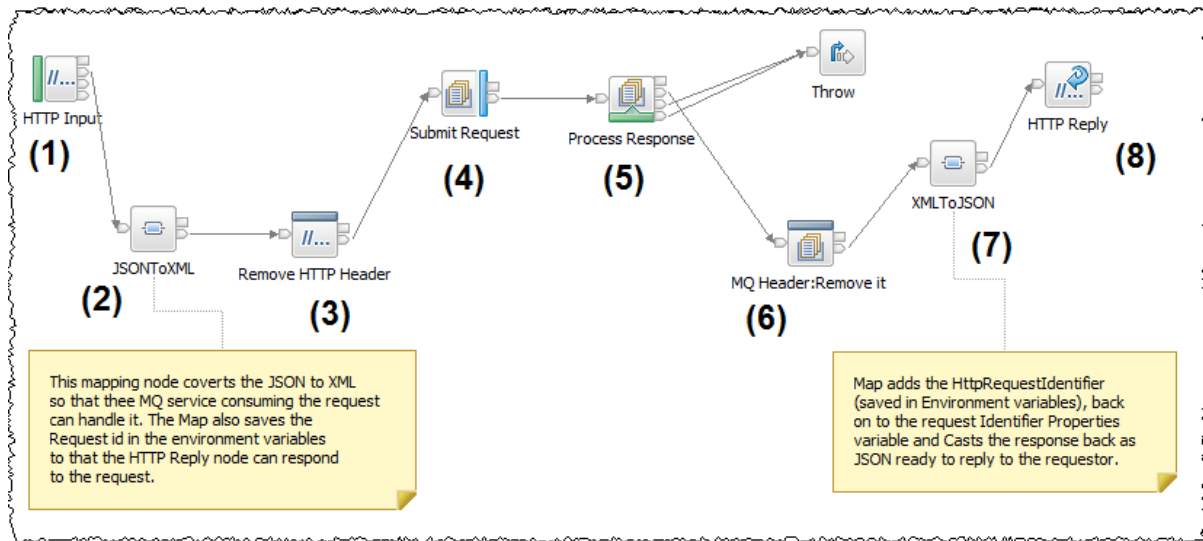 HTTP Input
(1)
JSONToXML
(2)
Remove HTTP Header
(3)
Submit Request
(4)
Process Response
(5)
Throw
MQ Header:Remove it
(6)
XMLToJSON
(7)
HTTP Reply
(8)
This mapping node coverts the JSON to XML
so that thee MQ service consuming the request
can handle it. The Map also saves the
Request id in the environment variables
to that the HTTP Reply node can respond
to the request.
Map adds the HttpRequestIdentifier
(saved in Environment variables), back
on to the request Identifier Properties
variable and Casts the response back as
JSON ready to reply to the requestor.